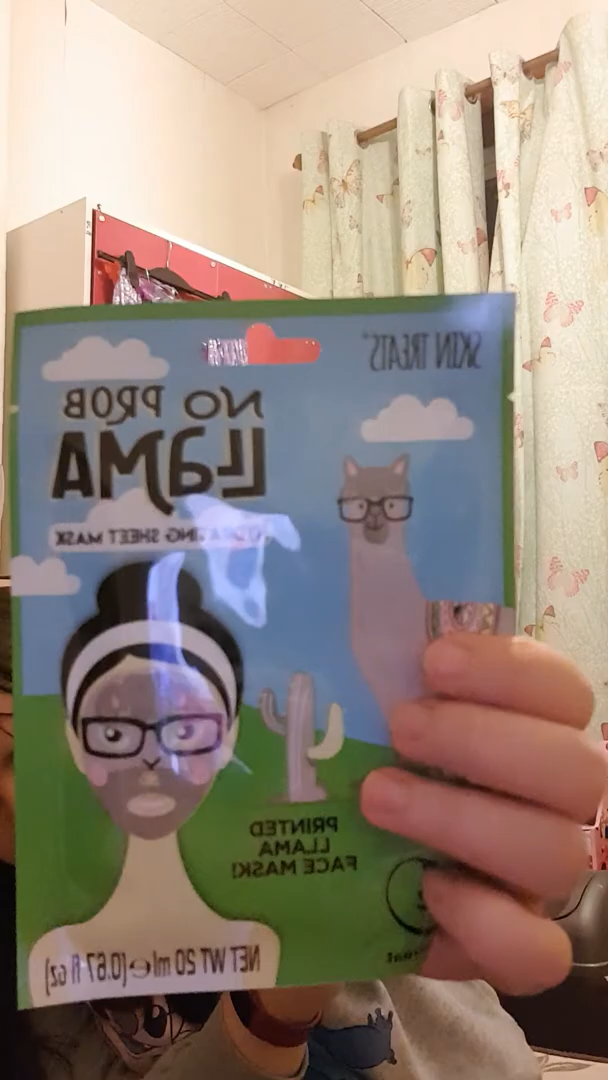 SKIN TREATS
NO PROB
LLAMA
HYDRATING SHEET MASK
PRINTED
LLAMA
FACE MASK!
NET WT 20 ml e (0.67 fl oz)